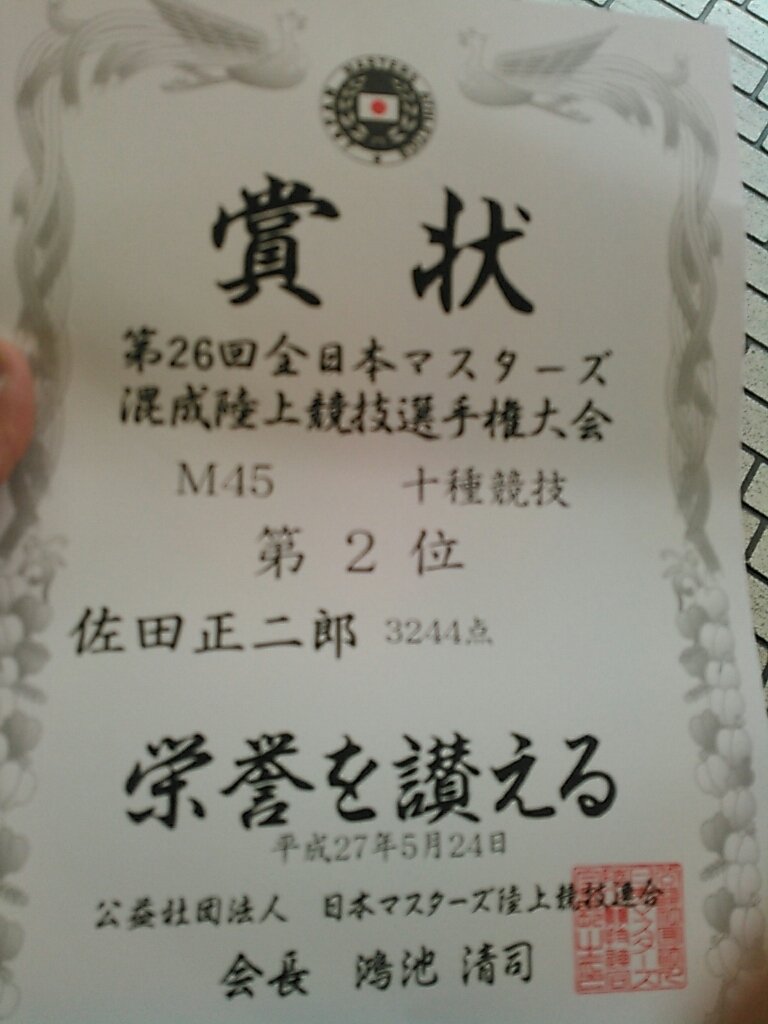 賞状
第26回全日本マスターズ
混成陸上競技選手権大会
M45 十種競技
第2位
佐田正二郎 3244点
栄誉を讃える
平成27年5月24日
公益社団法人 日本マスターズ陸上競技連合
会長 鴻池 清司